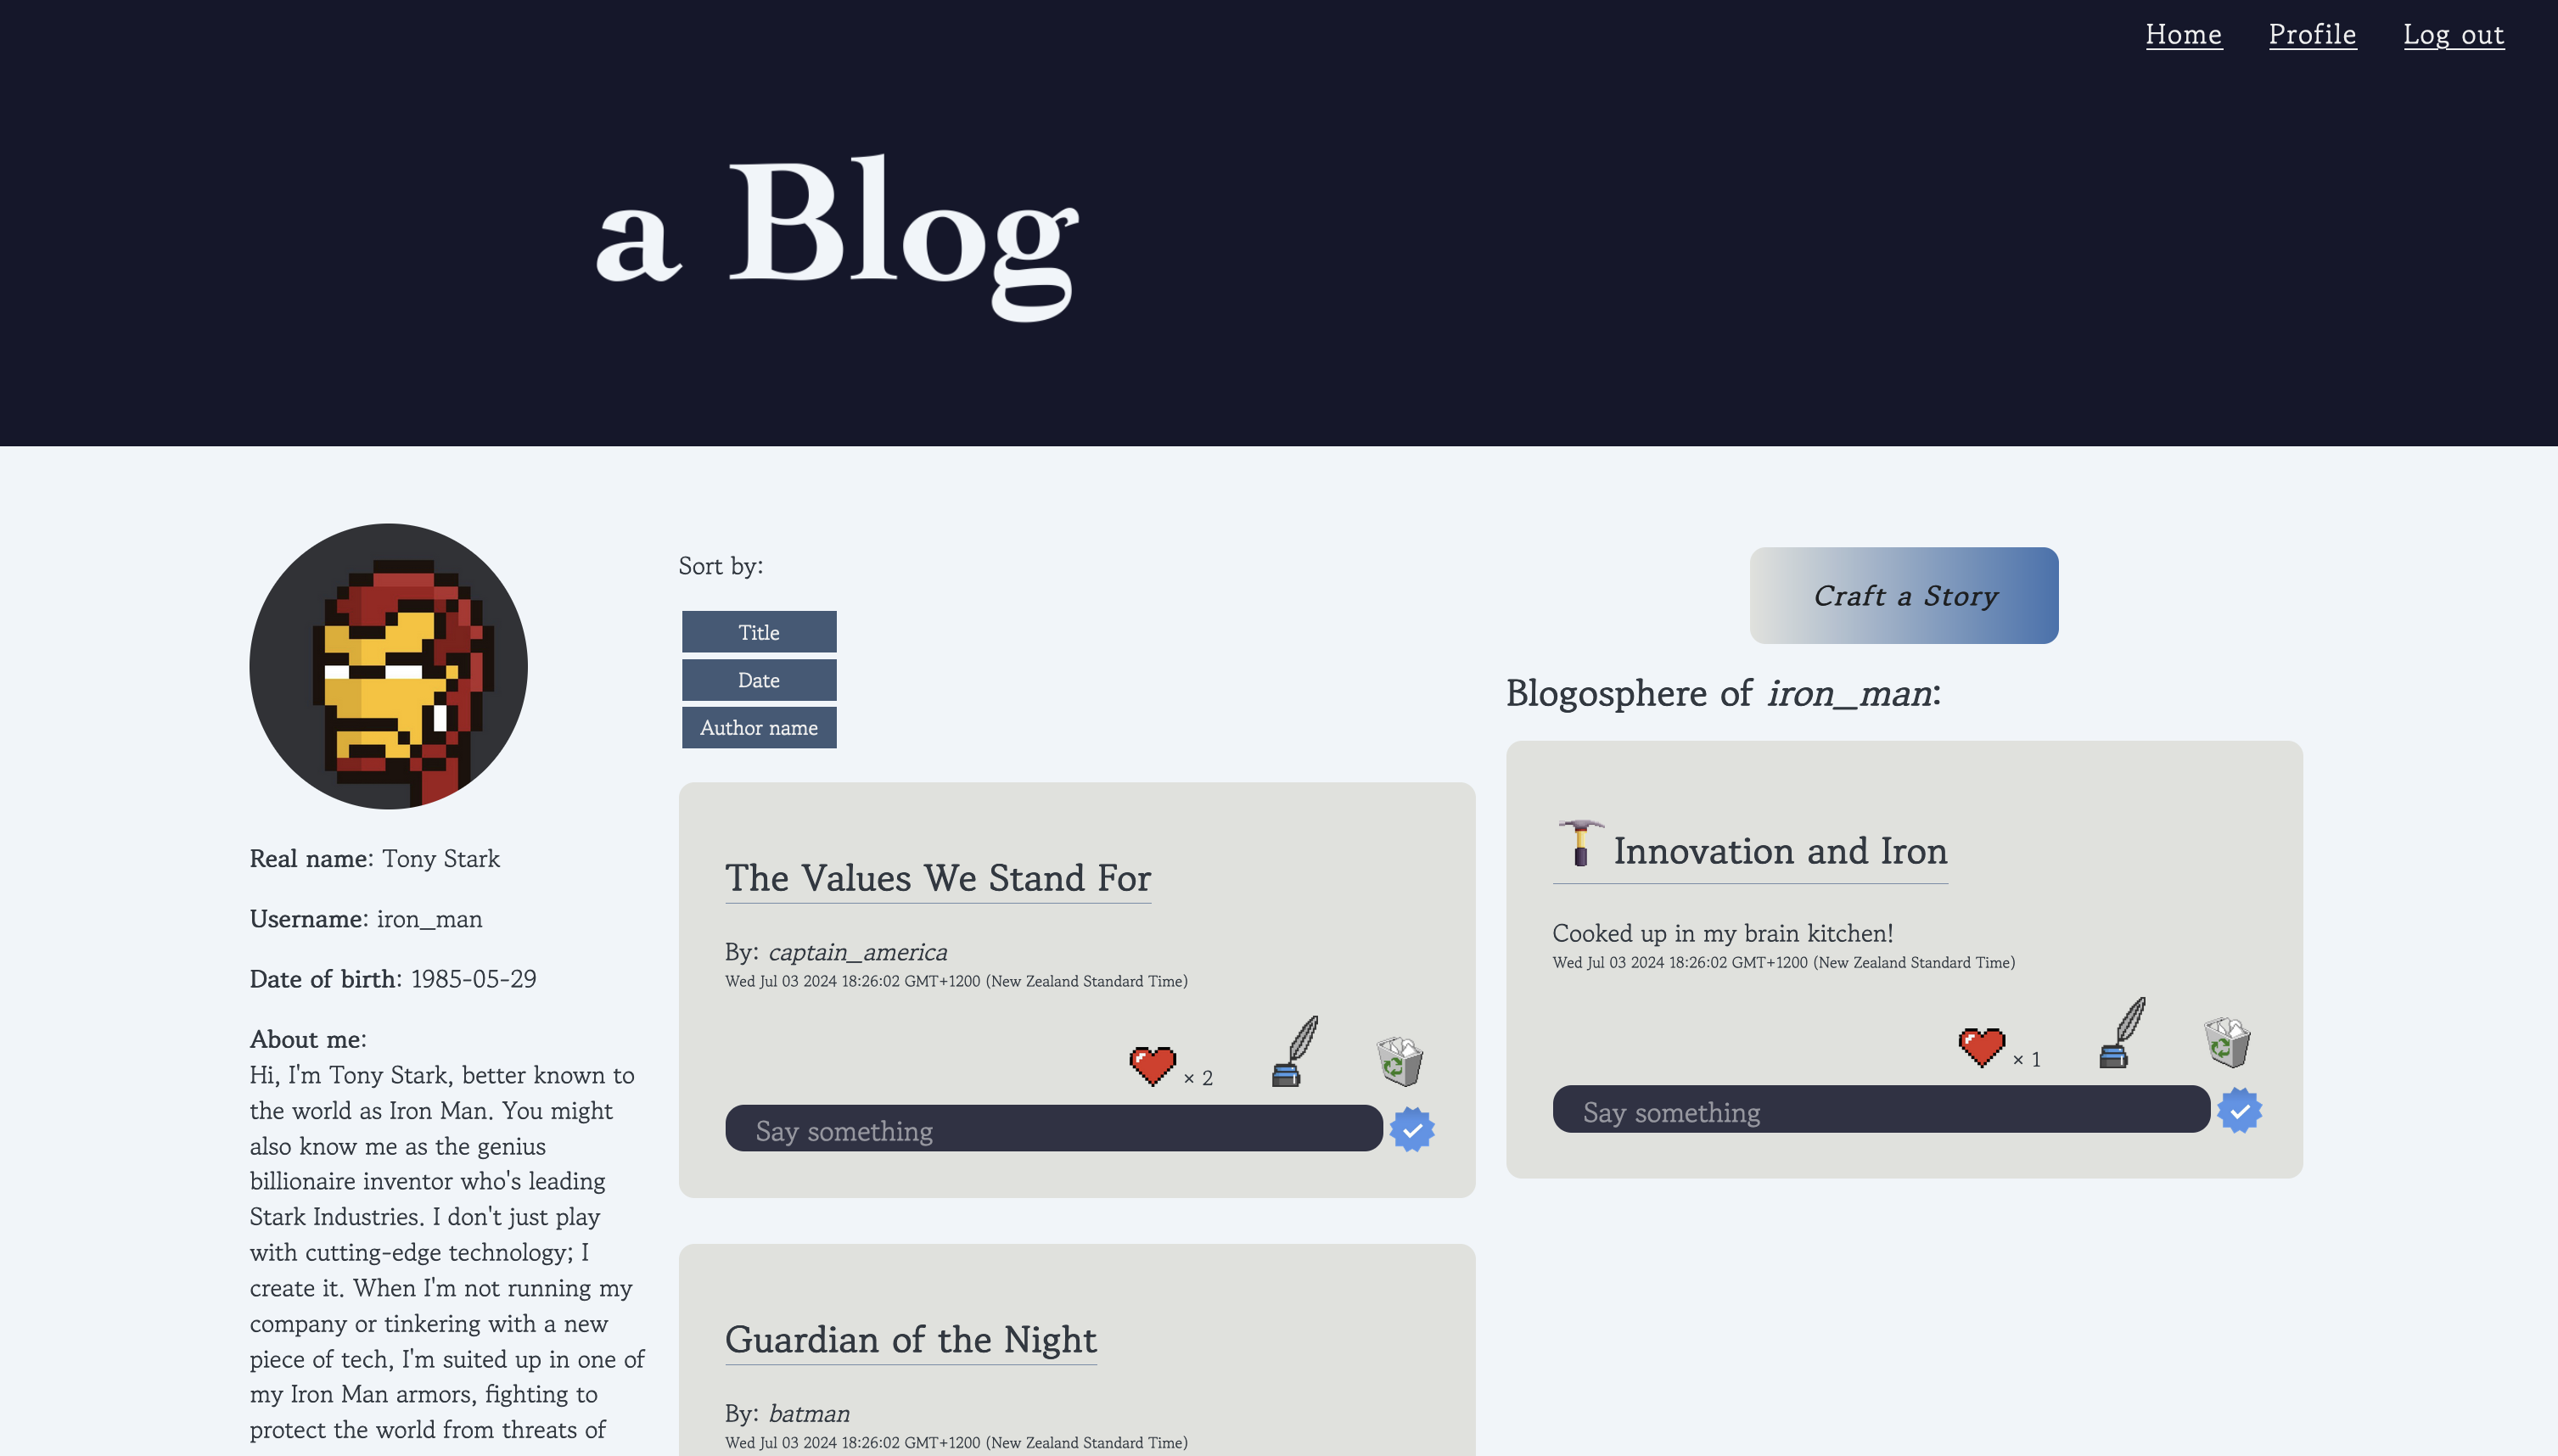 Home Profile Log out
a Blog
Real name: Tony Stark
Username: iron_man
Date of birth: 1985-05-29
About me:
Hi, I'm Tony Stark, better known to
the world as Iron Man. You might
also know me as the genius
billionaire inventor who's leading
Stark Industries. I don't just play
with cutting-edge technology; I
create it. When I'm not running my
company or tinkering with a new
piece of tech, I'm suited up in one of
my Iron Man armors, fighting to
protect the world from threats of
Sort by:
Title
Date
Author name
The Values We Stand For
By: captain_america
Wed Jul 03 2024 18:26:02 GMT+1200 (New Zealand Standard Time)
× 2
Say something
Guardian of the Night
By: batman
Wed Jul 03 2024 18:26:02 GMT+1200 (New Zealand Standard Time)
Craft a Story
Blogosphere of iron_man:
Innovation and Iron
Cooked up in my brain kitchen!
Wed Jul 03 2024 18:26:02 GMT+1200 (New Zealand Standard Time)
× 1
Say something